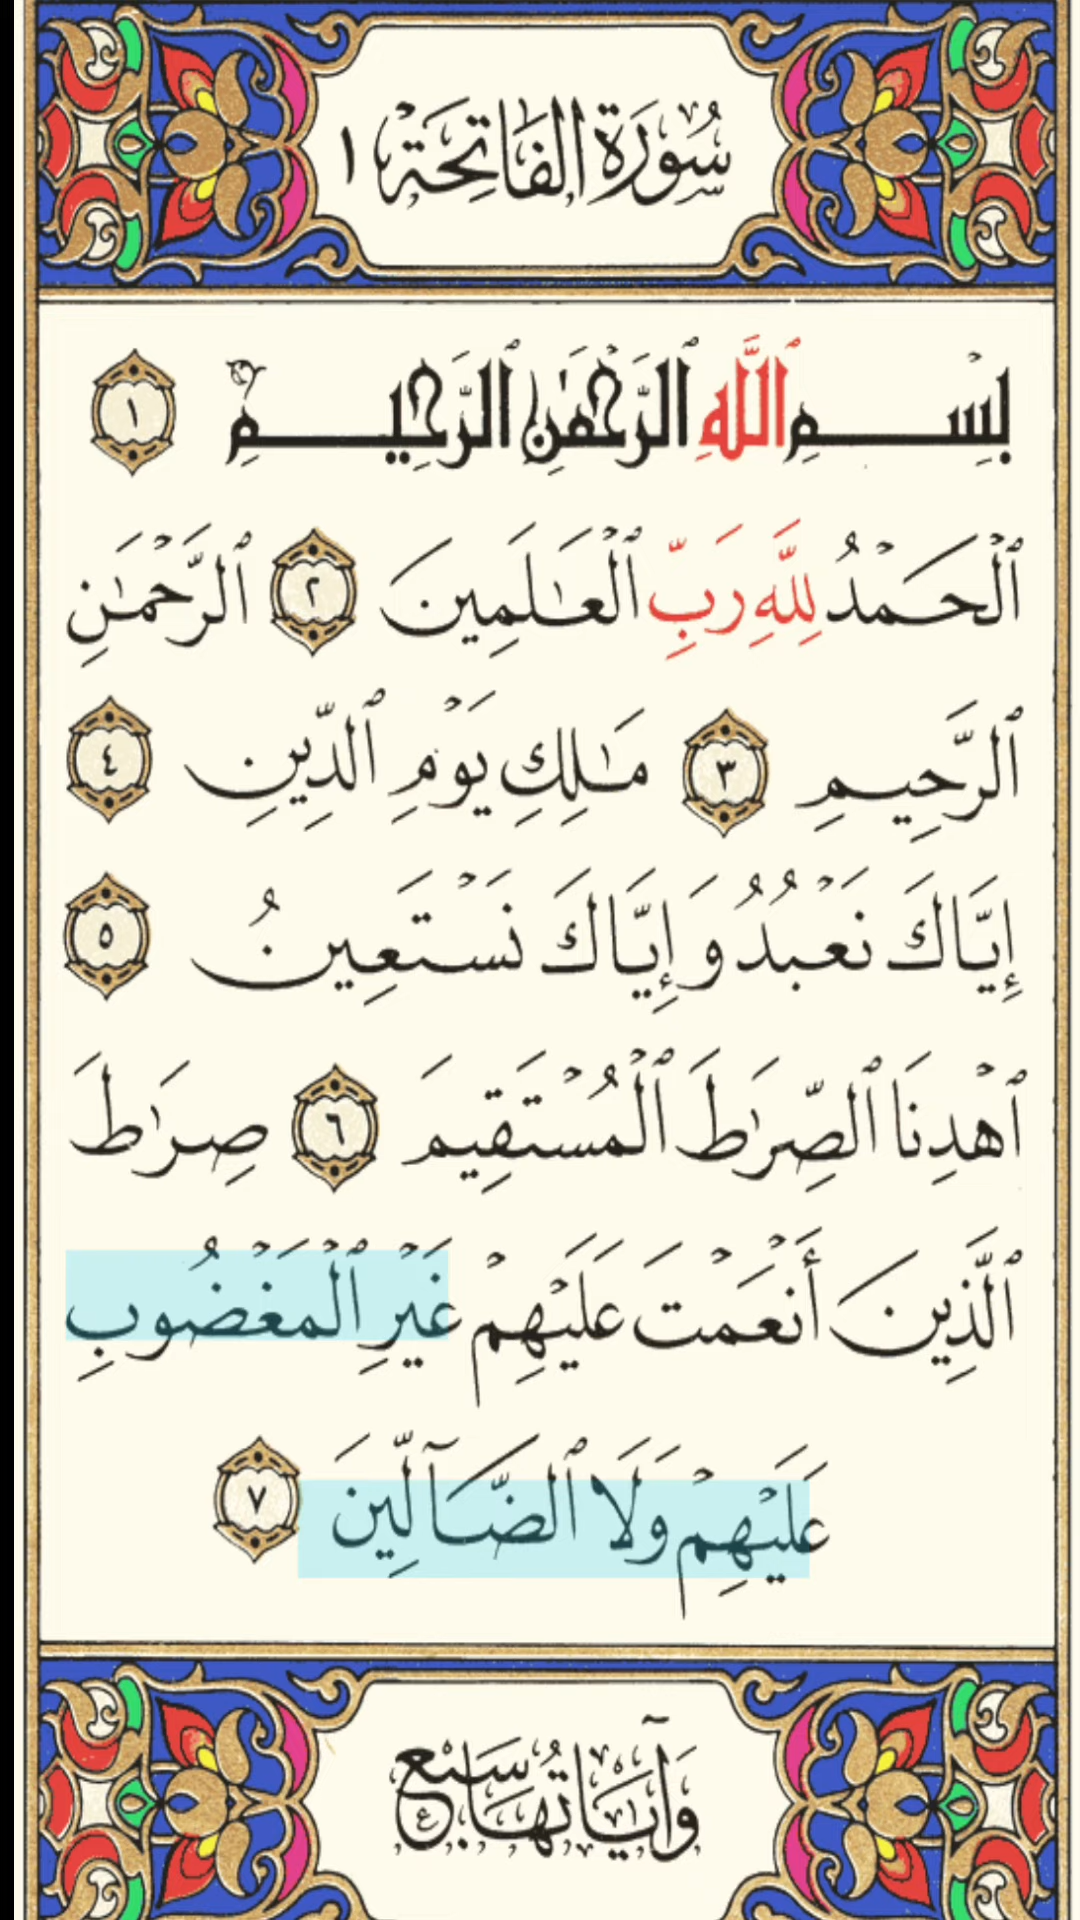 سُورَةُ الفَاتِحَةِ ١
بِسْمِ ٱللَّهِ ٱلرَّحْمَٰنِ ٱلرَّحِيمِ ١
ٱلْحَمْدُ لِلَّهِ رَبِّ ٱلْعَٰلَمِينَ ٢ ٱلرَّحْمَٰنِ
ٱلرَّحِيمِ ٣ مَٰلِكِ يَوْمِ ٱلدِّينِ ٤
إِيَّاكَ نَعْبُدُ وَإِيَّاكَ نَسْتَعِينُ ٥
ٱهْدِنَا ٱلصِّرَٰطَ ٱلْمُسْتَقِيمَ ٦ صِرَٰطَ
ٱلَّذِينَ أَنْعَمْتَ عَلَيْهِمْ غَيْرِ ٱلْمَغْضُوبِ
عَلَيْهِمْ وَلَا ٱلضَّآلِّينَ ٧
وَآيَاتُهَا سَبْعٌ